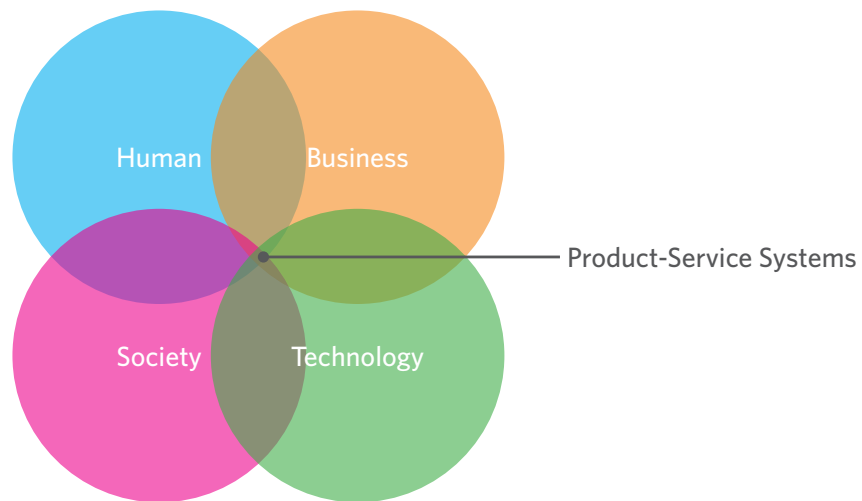 Human
Business
Product-Service Systems
Society
Technology